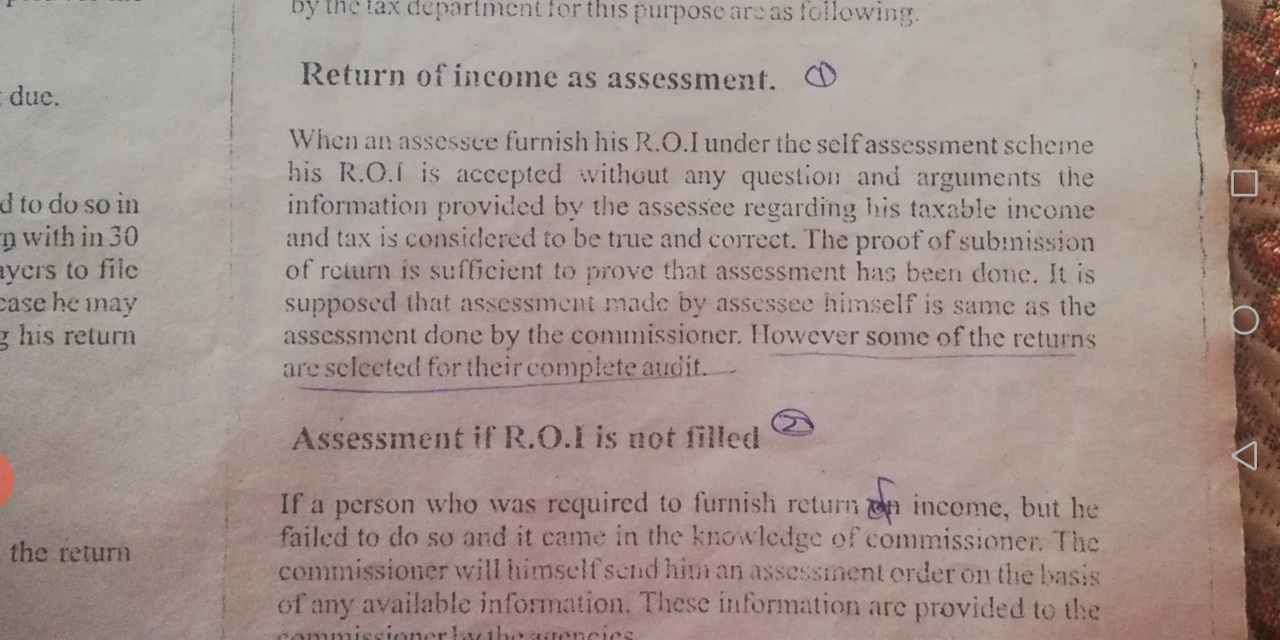 due.
d to do so in
with in 30
ayers to file
case he may
g his return
the return
by the tax department for this purpose are as following.
Return of income as assessment. 1
When an assessee furnish his R.O.I under the self assessment scheme
his R.O.I is accepted without any question and arguments the
information provided by the assessee regarding his taxable income
and tax is considered to be true and correct. The proof of submission
of return is sufficient to prove that assessment has been done. It is
supposed that assessment made by assessee himself is same as the
assessment done by the commissioner. However some of the returns
are selected for their complete audit.
Assessment if R.O.I is not filled 2
If a person who was required to furnish return of income, but he
failed to do so and it came in the knowledge of commissioner. The
commissioner will himself send him an assessment order on the basis
of any available information. These information are provided to the
commissioner by the agencies